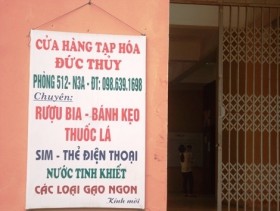 CỬA HÀNG TẠP HÓA
ĐỨC THỦY
PHÒNG 512- N3A - ĐT: 098.639.1698
Chuyên:
RƯỢU BIA - BÁNH KẸO
THUỐC LÁ
SIM - THẺ ĐIỆN THOẠI
NƯỚC TINH KHIẾT
CÁC LOẠI GẠO NGON
Kính mời